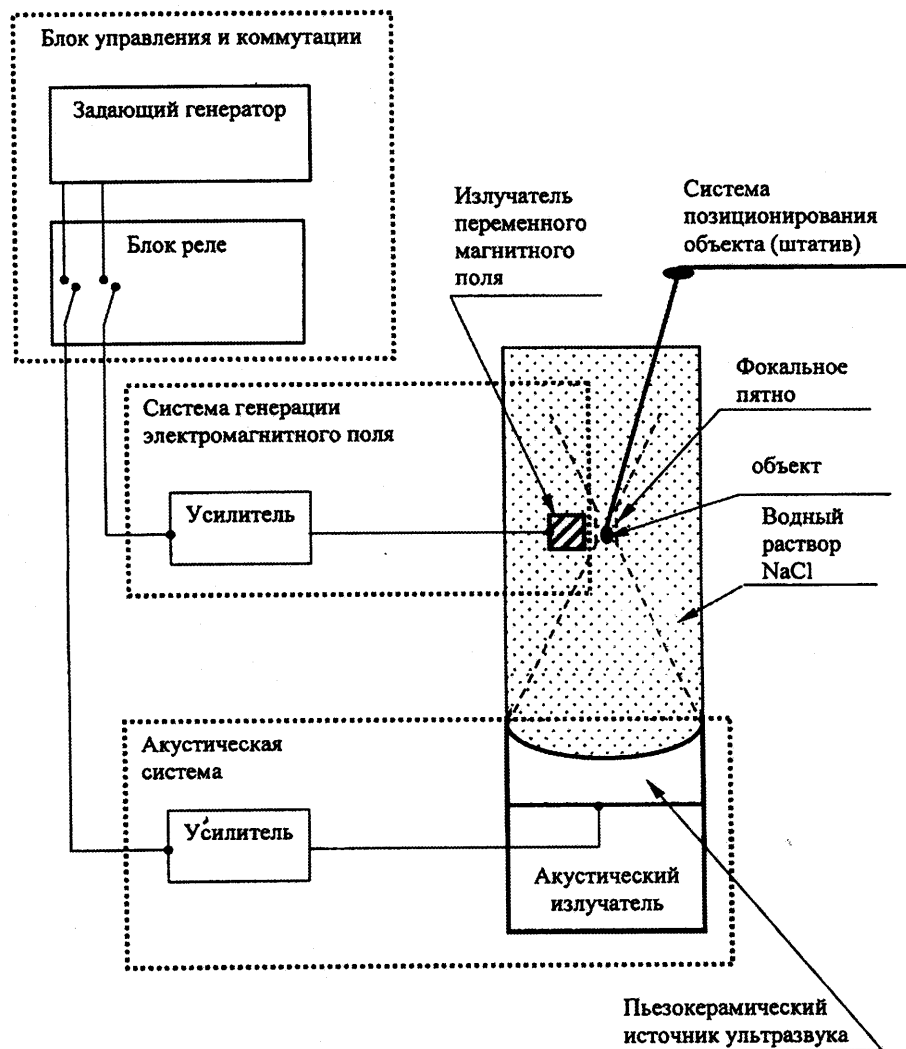 Блок управления и коммутации
Задающий генератор
Блок реле
Излучатель
переменного
магнитного
поля
Система
позиционирования
объекта (штатив)
Фокальное
пятно
Система генерации
электромагнитного поля
объект
Усилитель
Водный
раствор
NaCl
Акустическая
система
Усилитель
Акустический
излучатель
Пьезокерамический
источник ультразвука